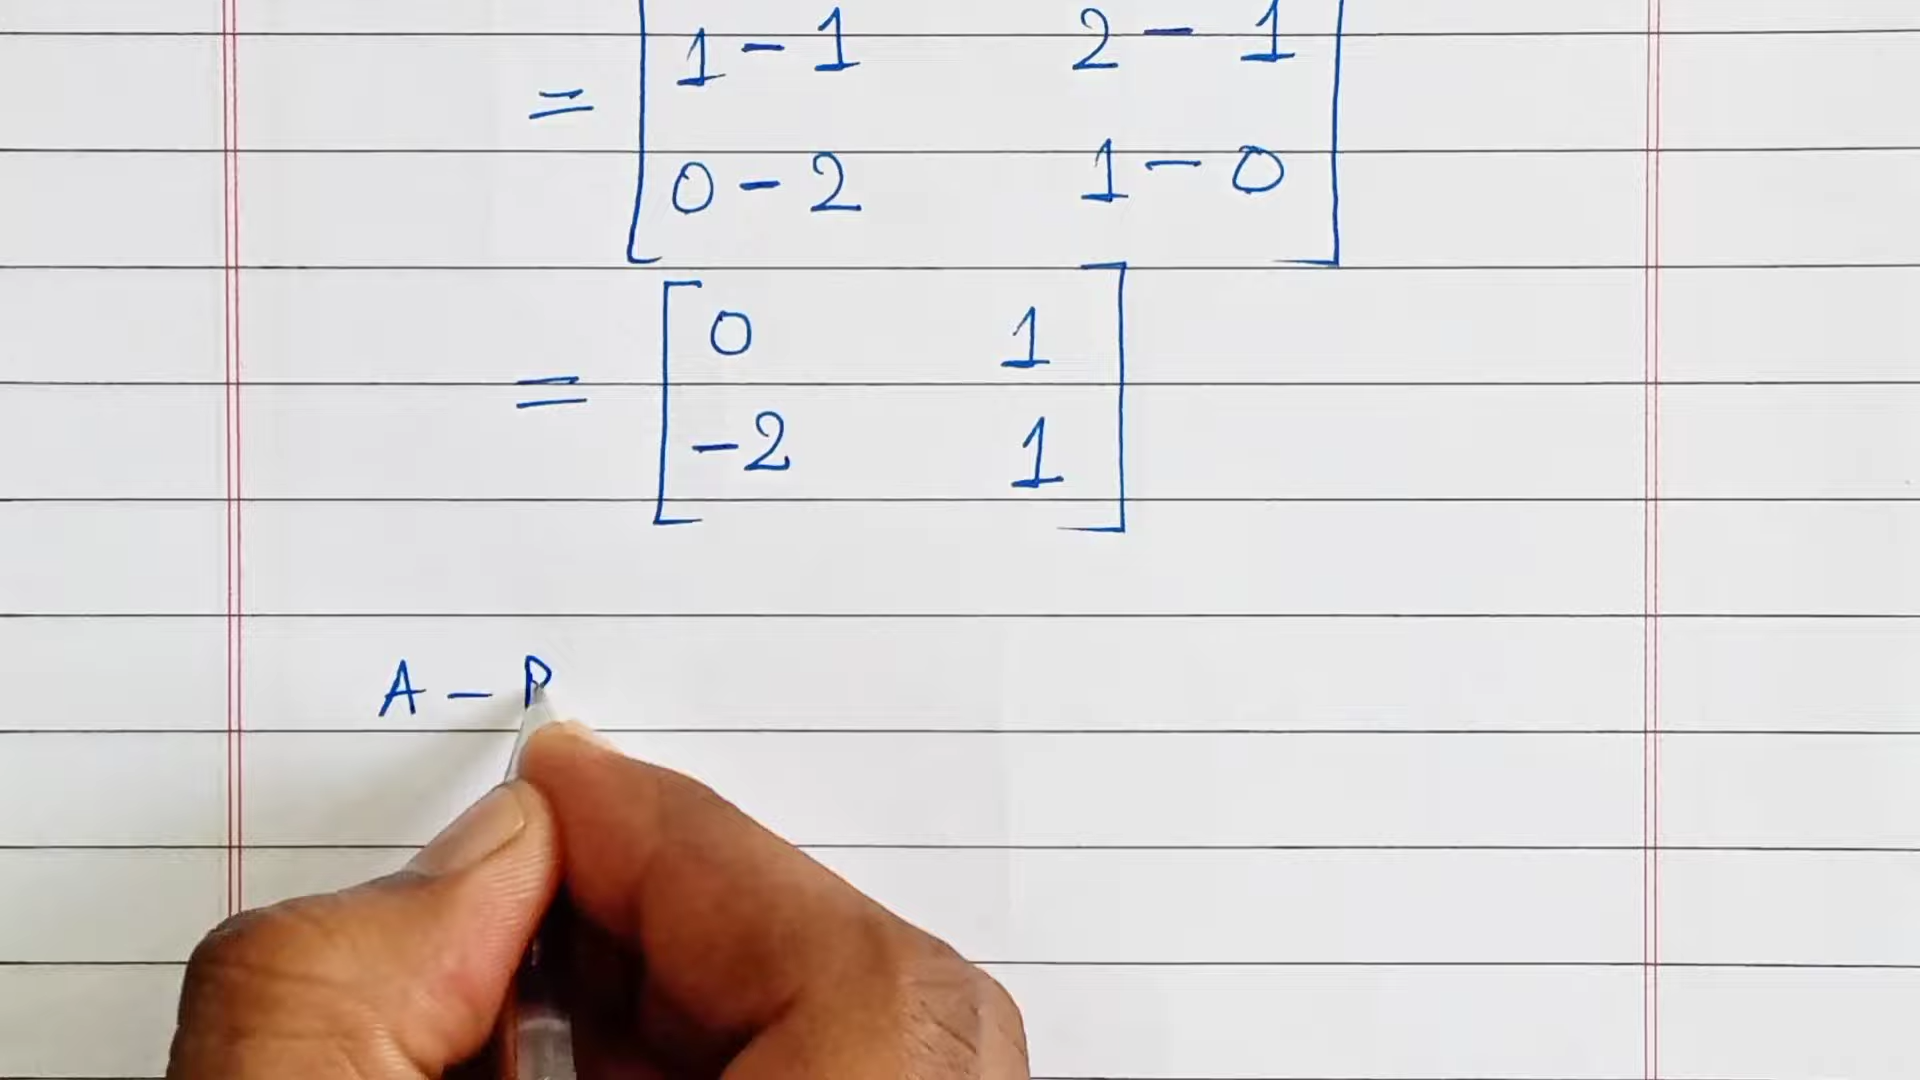 1 - 1 2 - 1
=
0 - 2 1 - 0
0 1
=
-2 1
A -